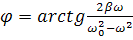 φ = arctg 2βω / (ω₀² − ω²)